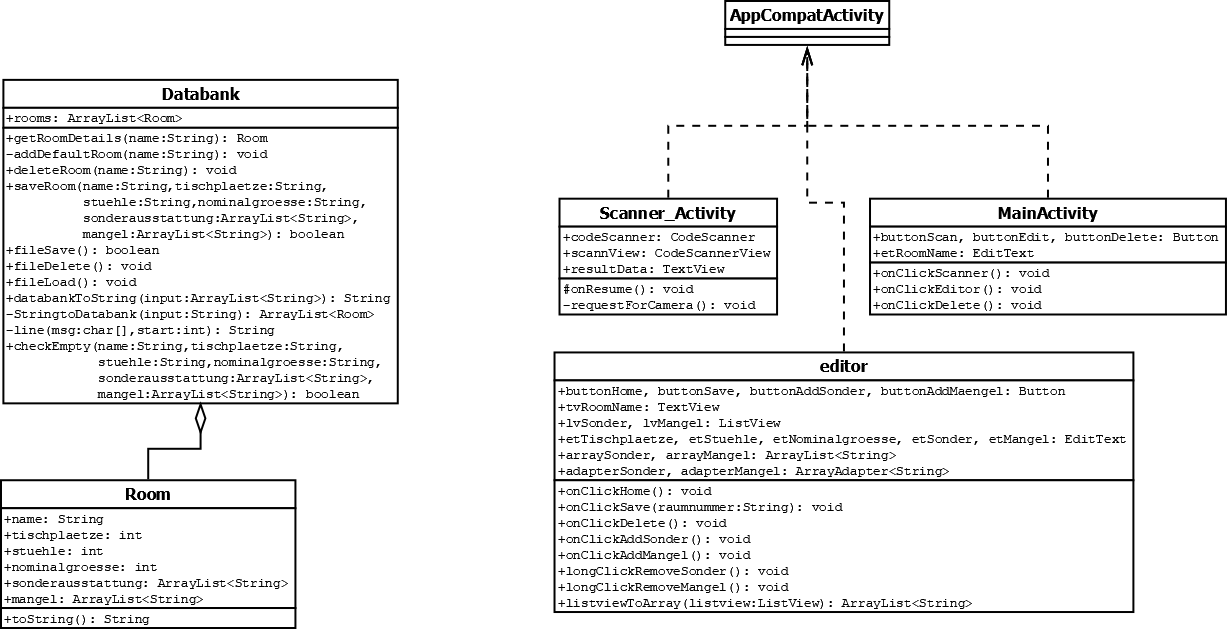 AppCompatActivity
Databank
+rooms: ArrayList<Room>
+getRoomDetails(name:String): Room
-addDefaultRoom(name:String): void
+deleteRoom(name:String): void
+saveRoom(name:String,tischplaetze:String,
stuehle:String,nominalgroesse:String,
sonderausstattung:ArrayList<String>,
mangel:ArrayList<String>): boolean
+fileSave(): boolean
+fileDelete(): void
+fileLoad(): void
+databankToString(input:ArrayList<String>): String
-StringtoDatabank(input:String): ArrayList<Room>
-line(msg:char[],start:int): String
+checkEmpty(name:String,tischplaetze:String,
stuehle:String,nominalgroesse:String,
sonderausstattung:ArrayList<String>,
mangel:ArrayList<String>): boolean
Scanner_Activity
+codeScanner: CodeScanner
+scannView: CodeScannerView
+resultData: TextView
#onResume(): void
-requestForCamera(): void
MainActivity
+buttonScan, buttonEdit, buttonDelete: Button
+etRoomName: EditText
+onClickScanner(): void
+onClickEditor(): void
+onClickDelete(): void
editor
+buttonHome, buttonSave, buttonAddSonder, buttonAddMaengel: Button
+tvRoomName: TextView
+lvSonder, lvMangel: ListView
+etTischplaetze, etStuehle, etNominalgroesse, etSonder, etMangel: EditText
+arraySonder, arrayMangel: ArrayList<String>
+adapterSonder, adapterMangel: ArrayAdapter<String>
+onClickHome(): void
+onClickSave(raumnummer:String): void
+onClickDelete(): void
+onClickAddSonder(): void
+onClickAddMangel(): void
+longClickRemoveSonder(): void
+longClickRemoveMangel(): void
+listviewToArray(listview:ListView): ArrayList<String>
Room
+name: String
+tischplaetze: int
+stuehle: int
+nominalgroesse: int
+sonderausstattung: ArrayList<String>
+mangel: ArrayList<String>
+toString(): String